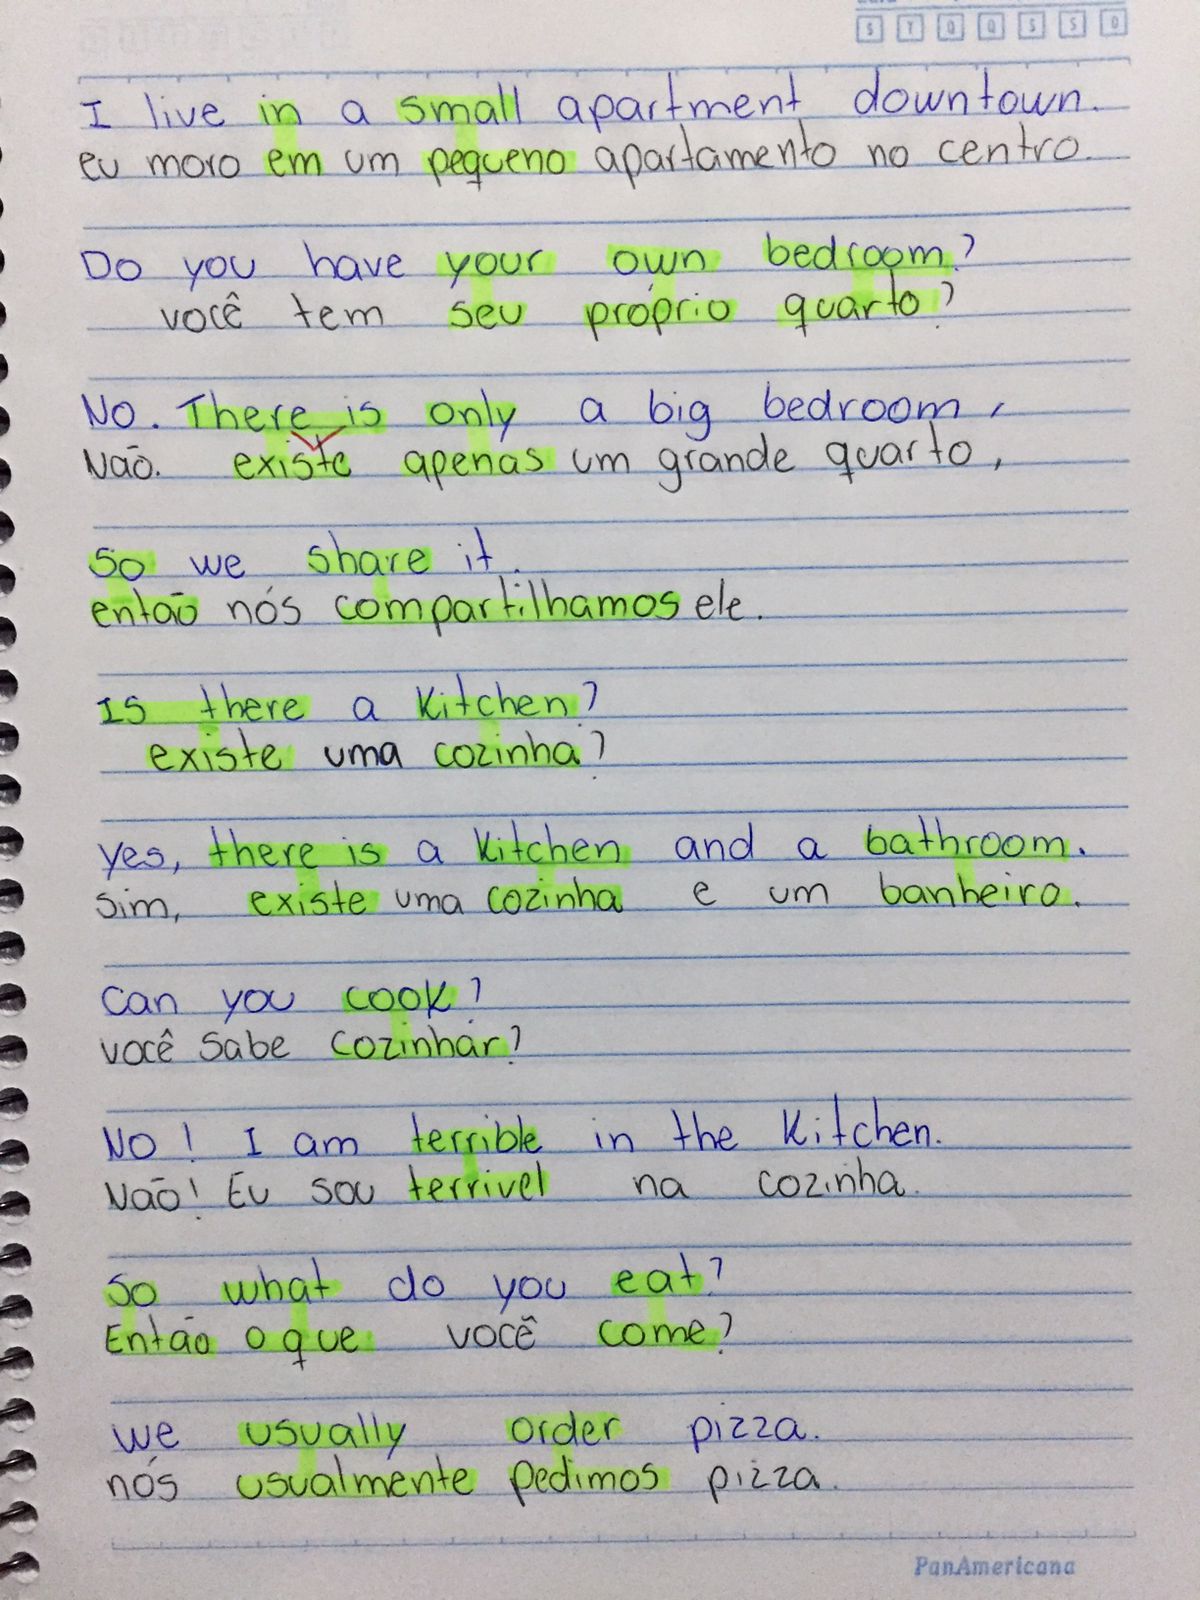 S T Q Q S S D
I live in a small apartment downtown.
eu moro em um pequeno apartamento no centro.
Do you have your own bedroom?
você tem seu próprio quarto?
No. There is only a big bedroom,
Não. existe apenas um grande quarto,
So we share it.
então nós compartilhamos ele.
Is there a kitchen?
existe uma cozinha?
yes, there is a kitchen and a bathroom.
sim, existe uma cozinha e um banheiro.
can you cook?
você sabe cozinhar?
No! I am terrible in the kitchen.
Não! Eu sou terrivel na cozinha.
So what do you eat?
Então o que você come?
we usually order pizza.
nós usualmente pedimos pizza.
PanAmericana